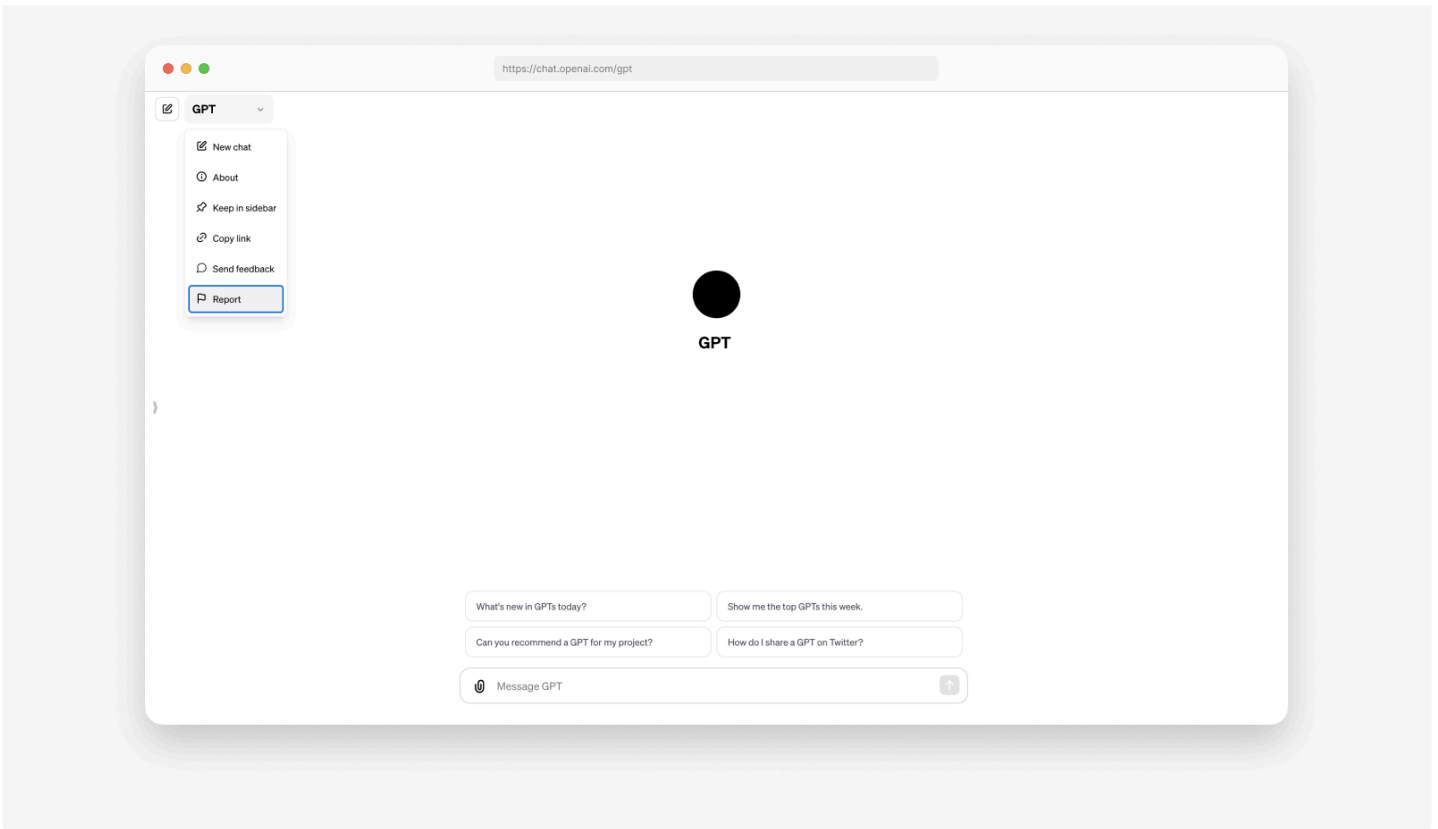 https://chat.openai.com/gpt
GPT
New chat
About
Keep in sidebar
Copy link
Send feedback
Report
GPT
What's new in GPTs today?
Show me the top GPTs this week.
Can you recommend a GPT for my project?
How do I share a GPT on Twitter?
Message GPT